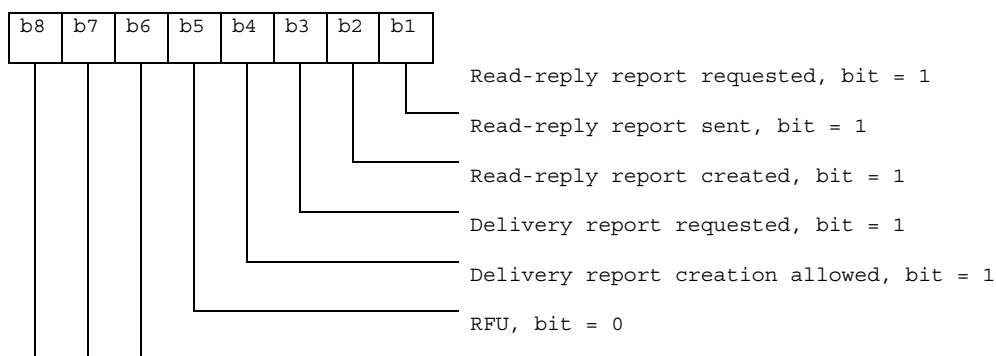 b8 b7 b6 b5 b4 b3 b2 b1
Read-reply report requested, bit = 1
Read-reply report sent, bit = 1
Read-reply report created, bit = 1
Delivery report requested, bit = 1
Delivery report creation allowed, bit = 1
RFU, bit = 0